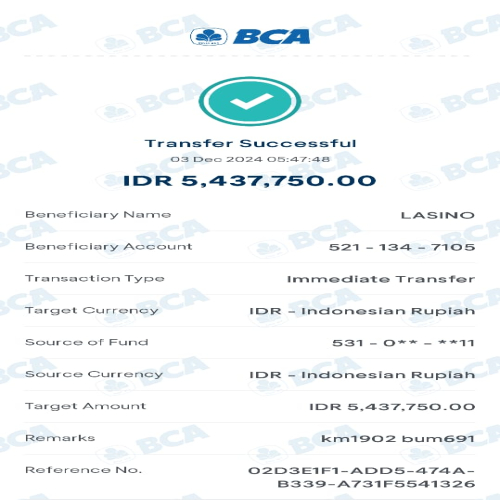 BCA
Transfer Successful
03 Dec 2024 05:47:48
IDR 5,437,750.00
Beneficiary Name LASINO
Beneficiary Account 521 - 134 - 7105
Transaction Type Immediate Transfer
Target Currency IDR - Indonesian Rupiah
Source of Fund 531 - 0** - **11
Source Currency IDR - Indonesian Rupiah
Target Amount IDR 5,437,750.00
Remarks km1902 bum691
Reference No. 02D3E1F1-ADD5-474A-
B339-A731F5541326